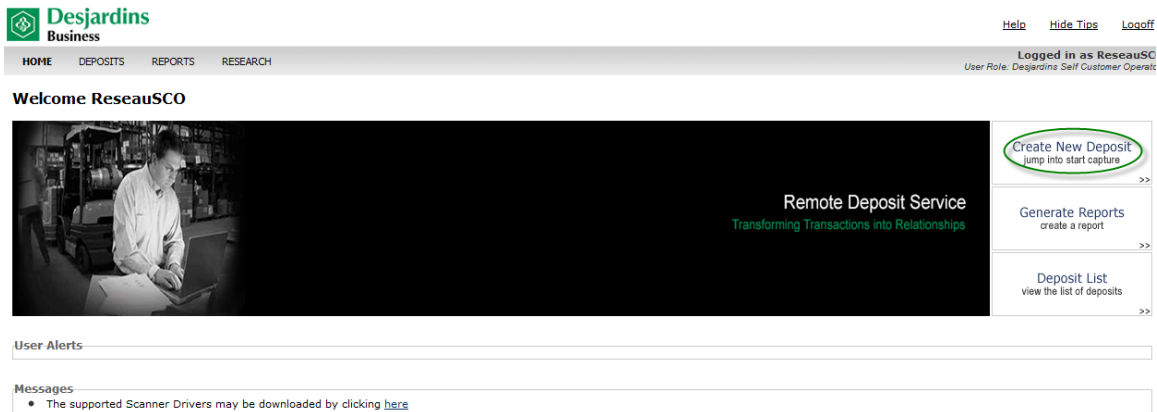 Desjardins
Business
Help Hide Tips Logoff
HOME DEPOSITS REPORTS RESEARCH
Logged in as ReseauSC
User Role: Desjardins Self Customer Operato
Welcome ReseauSCO
Remote Deposit Service
Transforming Transactions into Relationships
Create New Deposit
jump into start capture
>>
Generate Reports
create a report
>>
Deposit List
view the list of deposits
>>
User Alerts
Messages
• The supported Scanner Drivers may be downloaded by clicking here